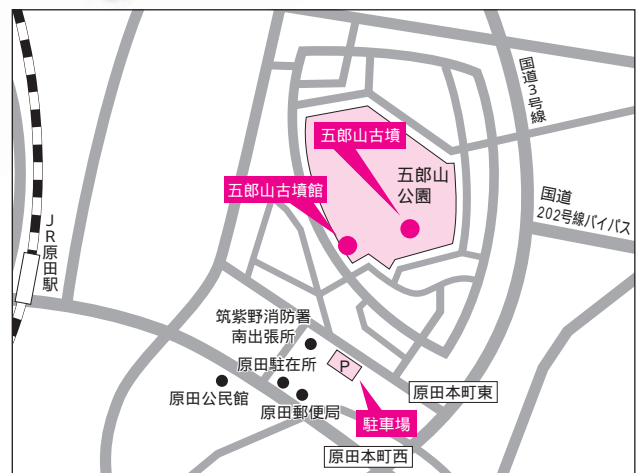 国道3号線
五郎山古墳
五郎山
公園
五郎山古墳館
国道
202号線バイパス
JR原田駅
筑紫野消防署
南出張所
原田駐在所
P
原田公民館
原田郵便局
原田本町東
駐車場
原田本町西